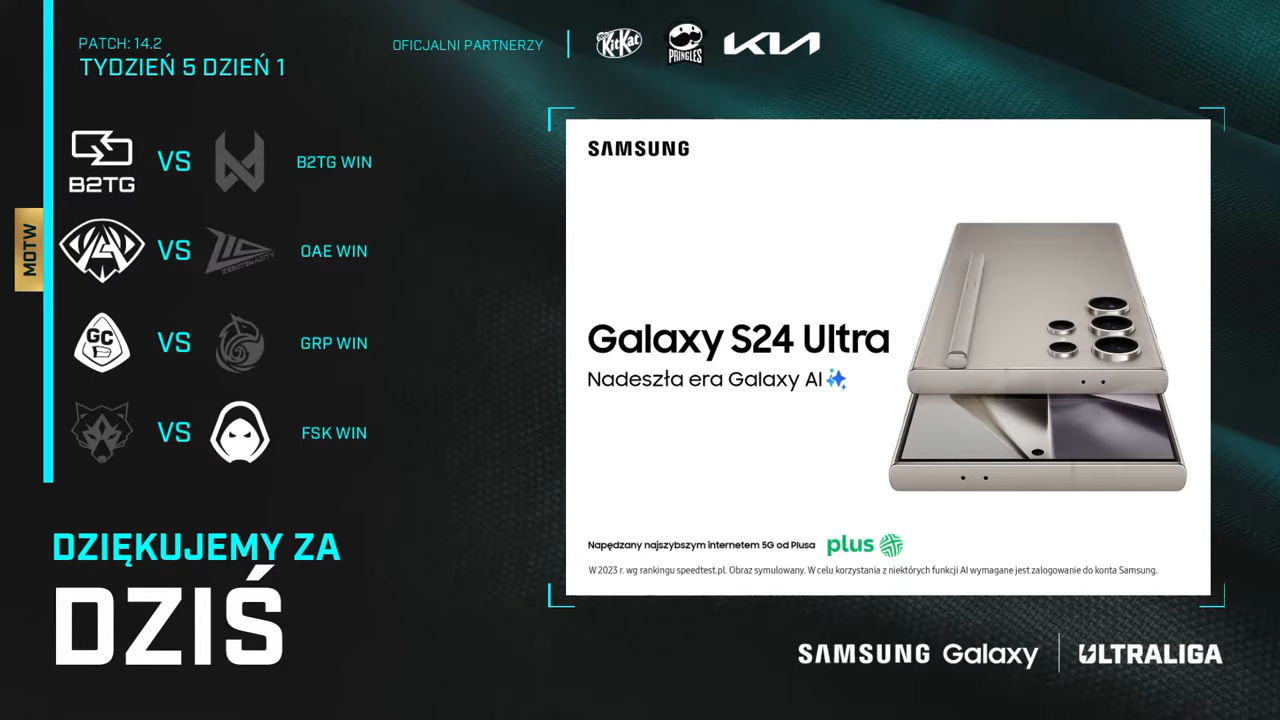 PATCH: 14.2
TYDZIEŃ 5 DZIEŃ 1
OFICJALNI PARTNERZY
KitKat
PRINGLES
KIA
B2TG
VS
B2TG WIN
MOTW
VS
ZEROTENACITY
OAE WIN
GC
VS
GRP WIN
VS
FSK WIN
DZIĘKUJEMY ZA
DZIŚ
SAMSUNG
Galaxy S24 Ultra
Nadeszła era Galaxy AI
Napędzany najszybszym internetem 5G od Plusa
plus
W 2023 r. wg rankingu speedtest.pl. Obraz symulowany. W celu korzystania z niektórych funkcji AI wymagane jest zalogowanie do konta Samsung.
SAMSUNG Galaxy
ULTRALIGA